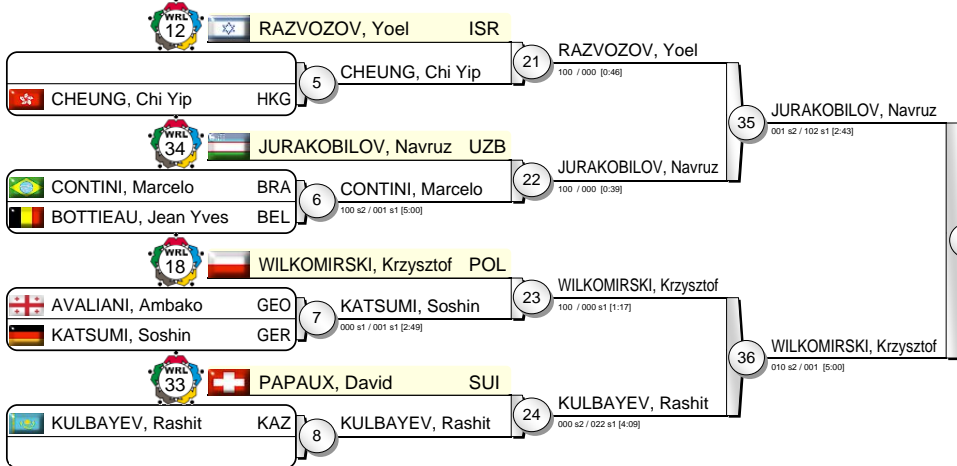 WRL
12
RAZVOZOV, Yoel ISR
5
CHEUNG, Chi Yip
CHEUNG, Chi Yip HKG
21
RAZVOZOV, Yoel
100 / 000 [0:46]
WRL
34
JURAKOBILOV, Navruz UZB
CONTINI, Marcelo BRA
BOTTIEAU, Jean Yves BEL
6
CONTINI, Marcelo
100 s2 / 001 s1 [5:00]
22
JURAKOBILOV, Navruz
100 / 000 [0:39]
35
JURAKOBILOV, Navruz
001 s2 / 102 s1 [2:43]
WRL
18
WILKOMIRSKI, Krzysztof POL
AVALIANI, Ambako GEO
KATSUMI, Soshin GER
7
KATSUMI, Soshin
000 s1 / 001 s1 [2:49]
23
WILKOMIRSKI, Krzysztof
100 / 000 s1 [1:17]
WRL
33
PAPAUX, David SUI
KULBAYEV, Rashit KAZ
8
KULBAYEV, Rashit
24
KULBAYEV, Rashit
000 s2 / 022 s1 [4:09]
36
WILKOMIRSKI, Krzysztof
010 s2 / 001 [5:00]